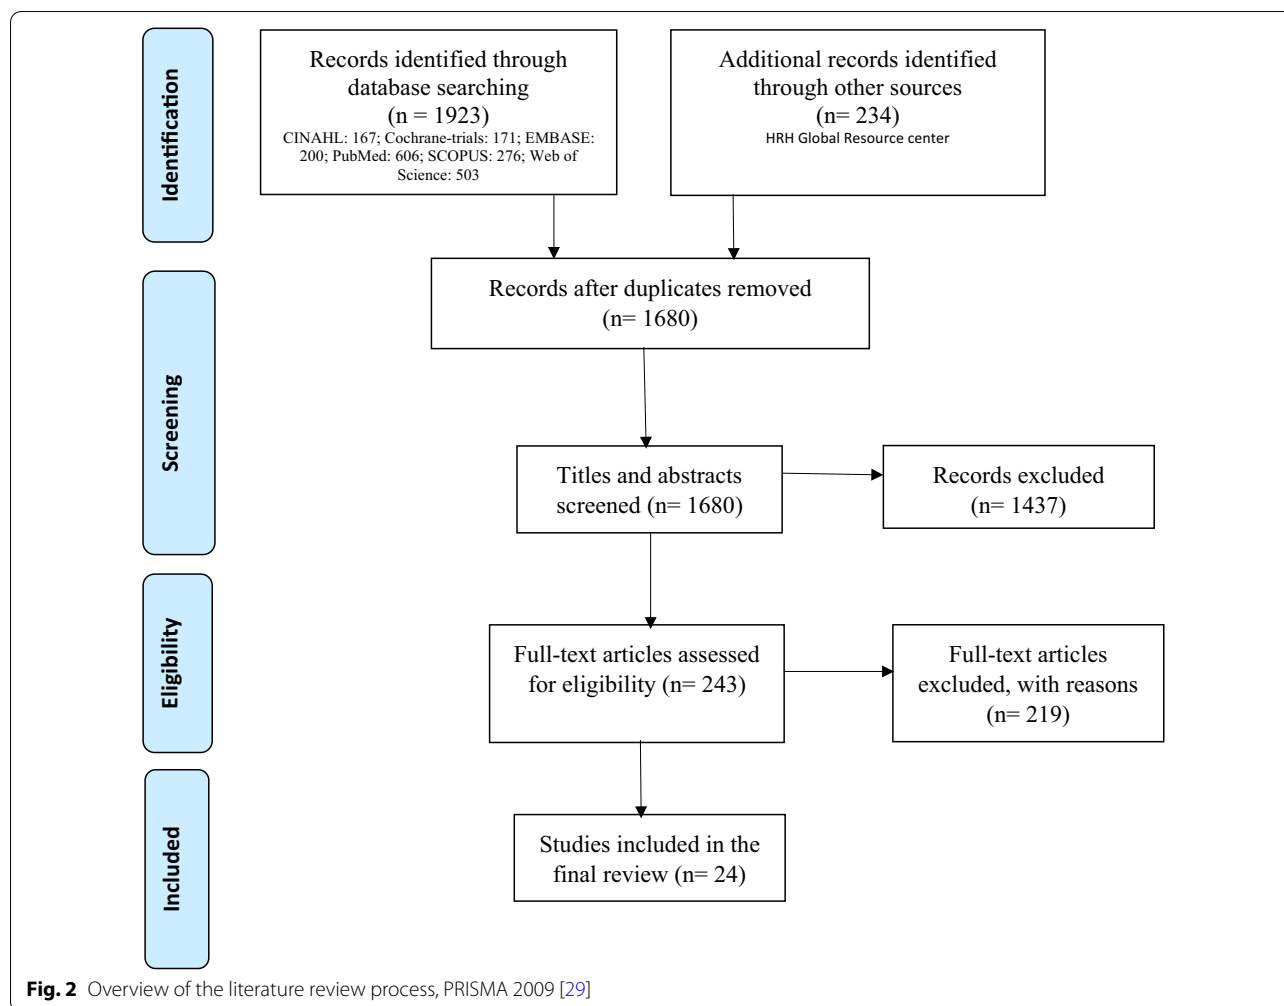 Identification
Records identified through
database searching
(n = 1923)
CINAHL: 167; Cochrane-trials: 171; EMBASE:
200; PubMed: 606; SCOPUS: 276; Web of
Science: 503
Additional records identified
through other sources
(n= 234)
HRH Global Resource center
Records after duplicates removed
(n= 1680)
Screening
Titles and abstracts
screened (n= 1680)
Records excluded
(n= 1437)
Eligibility
Full-text articles assessed
for eligibility (n= 243)
Full-text articles
excluded, with reasons
(n= 219)
Included
Studies included in the
final review (n= 24)
Fig. 2 Overview of the literature review process, PRISMA 2009 [29]